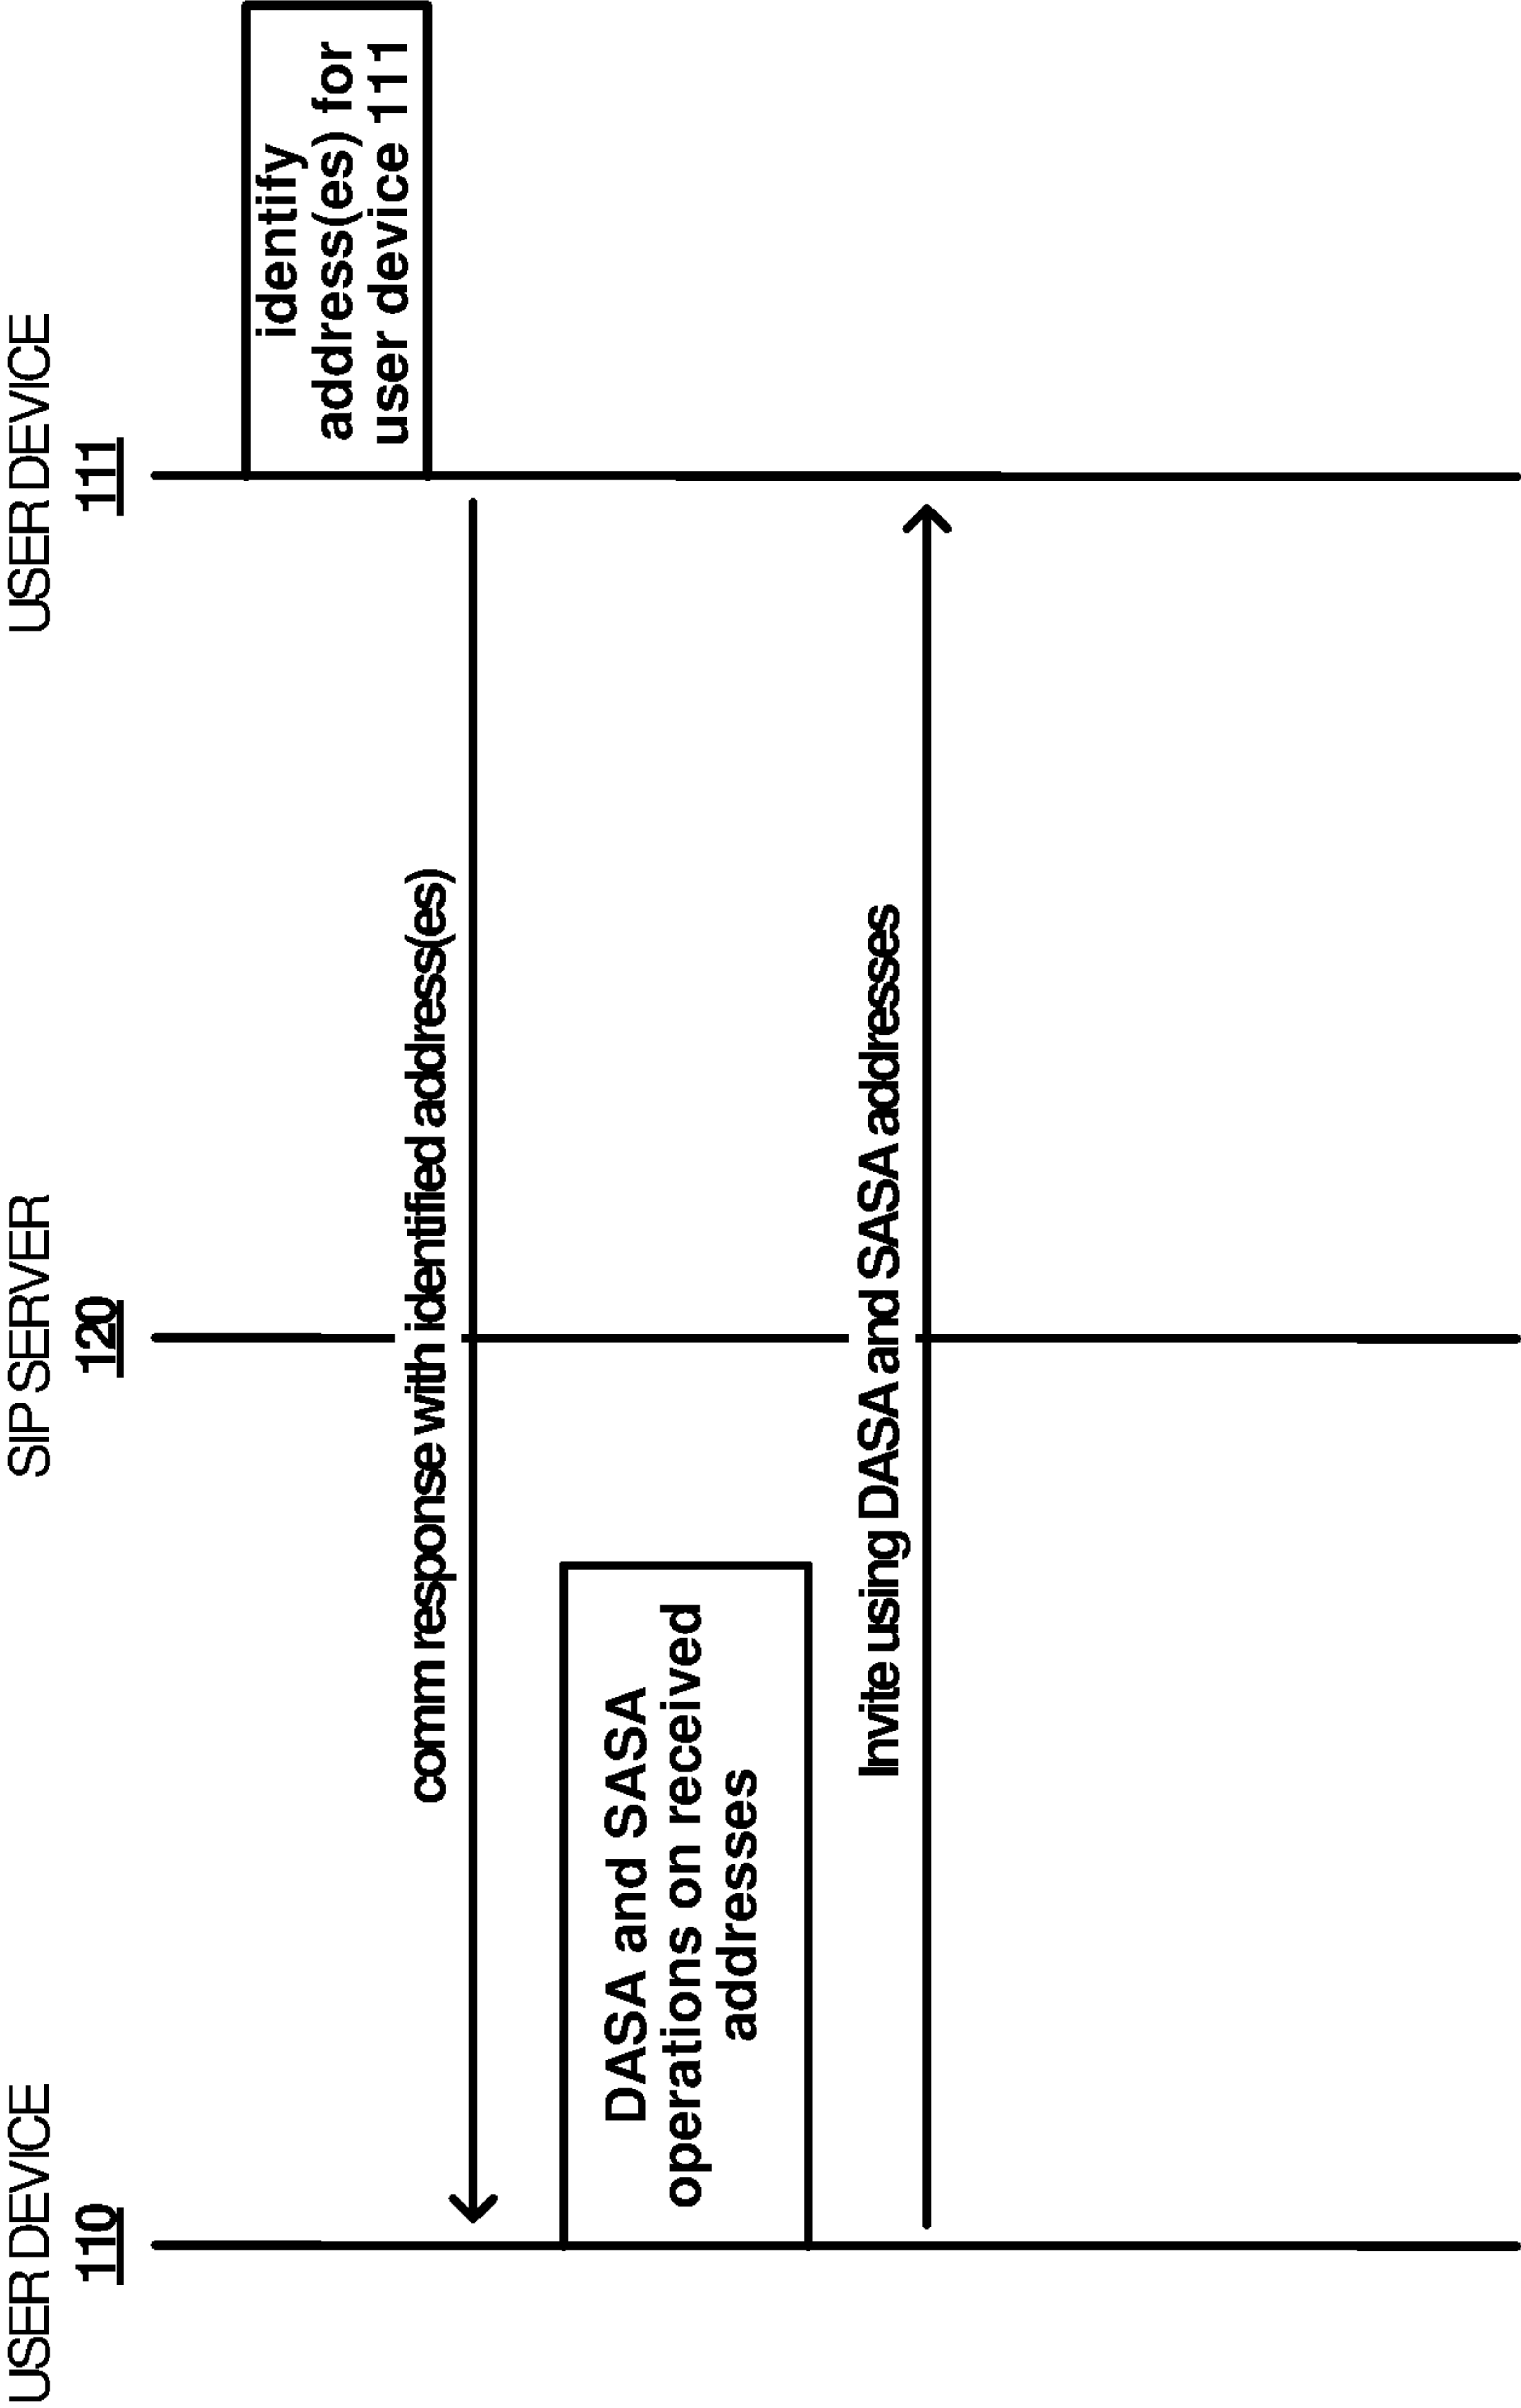 USER DEVICE
110
SIP SERVER
120
USER DEVICE
111
identify
address(es) for
user device 111
comm response with identified address(es)
DASA and SASA
operations on received
addresses
Invite using DASA and SASA addresses